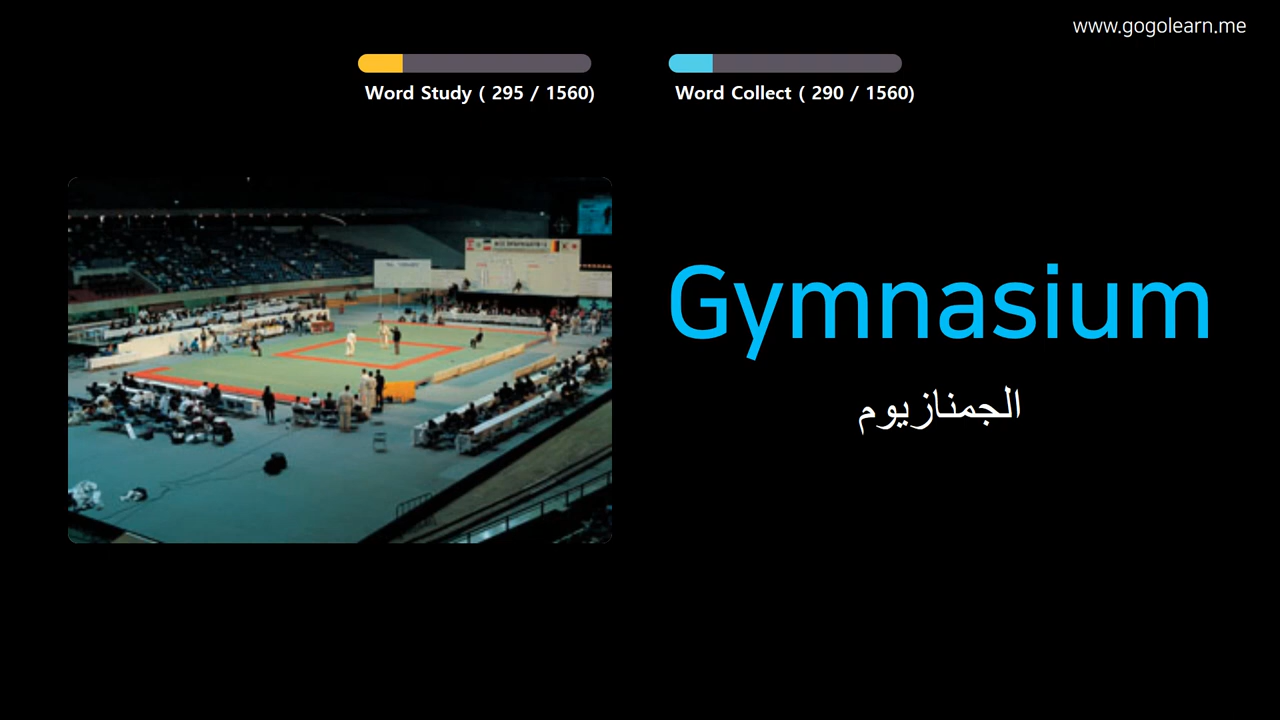 www.gogolearn.me
Word Study ( 295 / 1560)
Word Collect ( 290 / 1560)
Gymnasium
الجمنازيوم